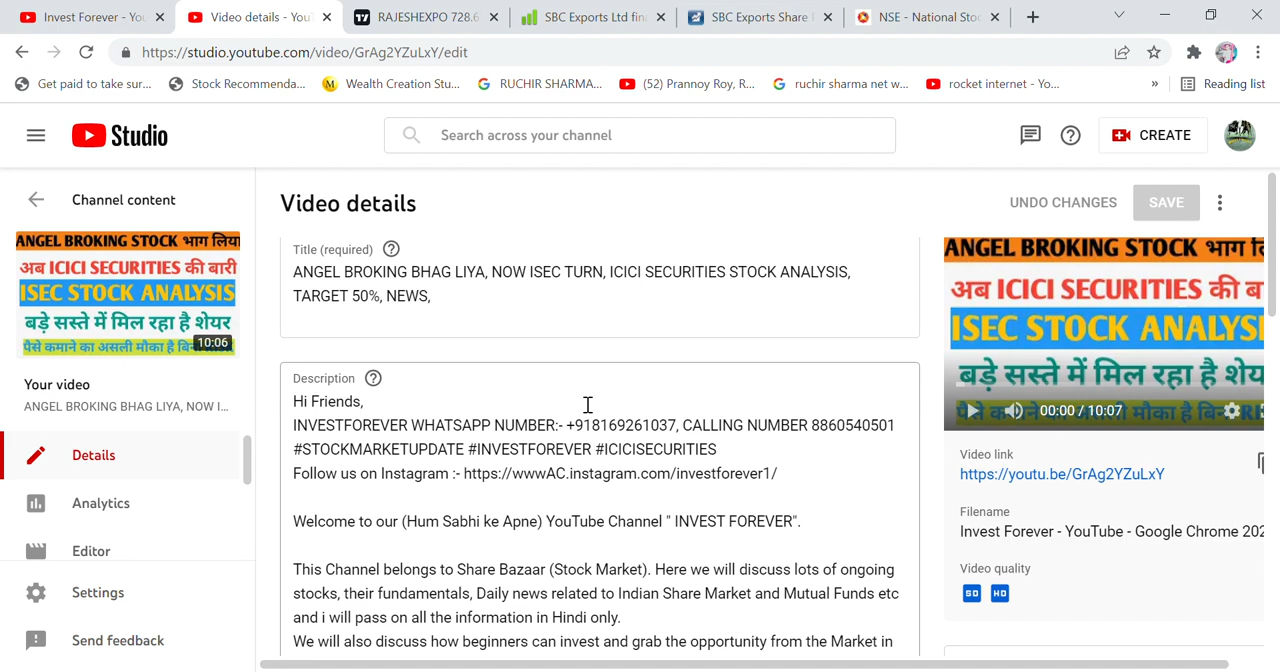 Invest Forever - You
Video details - YouT
RAJESHEXPO 728.6
SBC Exports Ltd fin
SBC Exports Share
NSE - National Sto
https://studio.youtube.com/video/GrAg2YZuLxY/edit
Get paid to take sur...
Stock Recommenda...
Wealth Creation Stu...
RUCHIR SHARMA...
(52) Prannoy Roy, R...
ruchir sharma net w...
rocket internet - Yo...
»
Reading list
Studio
Search across your channel
CREATE
Channel content
ANGEL BROKING STOCK भाग लिया
अब ICICI SECURITIES की बारी
ISEC STOCK ANALYSIS
बड़े सस्ते में मिल रहा है शेयर
पैसे कमाने का असली मौका है
10:06
Your video
ANGEL BROKING BHAG LIYA, NOW I...
Details
Analytics
Editor
Settings
Send feedback
Video details
UNDO CHANGES
SAVE
Title (required)
ANGEL BROKING BHAG LIYA, NOW ISEC TURN, ICICI SECURITIES STOCK ANALYSIS,
TARGET 50%, NEWS,
Description
Hi Friends,
INVESTFOREVER WHATSAPP NUMBER:- +918169261037, CALLING NUMBER 8860540501
#STOCKMARKETUPDATE #INVESTFOREVER #ICICISECURITIES
Follow us on Instagram :- https://wwwAC.instagram.com/investforever1/
Welcome to our (Hum Sabhi ke Apne) YouTube Channel " INVEST FOREVER".
This Channel belongs to Share Bazaar (Stock Market). Here we will discuss lots of ongoing
stocks, their fundamentals, Daily news related to Indian Share Market and Mutual Funds etc
and i will pass on all the information in Hindi only.
We will also discuss how beginners can invest and grab the opportunity from the Market in
ANGEL BROKING STOCK भाग
अब ICICI SECURITIES की ब
ISEC STOCK ANALYS
बड़े सस्ते में मिल रहा है शेय
00:00 / 10:07
Video link
https://youtu.be/GrAg2YZuLxY
Filename
Invest Forever - YouTube - Google Chrome 202
Video quality
SD
HD